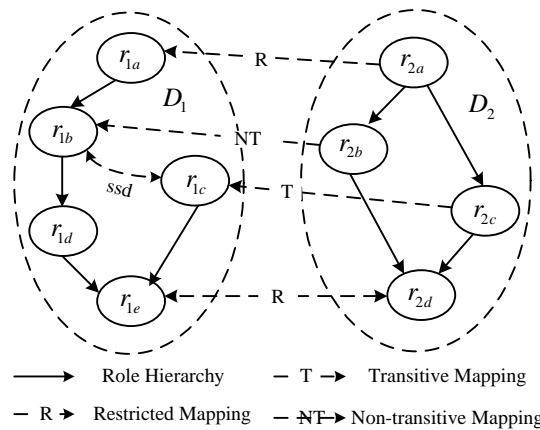 r1a
R
r2a
D1
D2
r1b
NT
r2b
ssd
r1c
T
r2c
r1d
r1e
R
r2d
Role Hierarchy
T
Transitive Mapping
R
Restricted Mapping
NT
Non-transitive Mapping